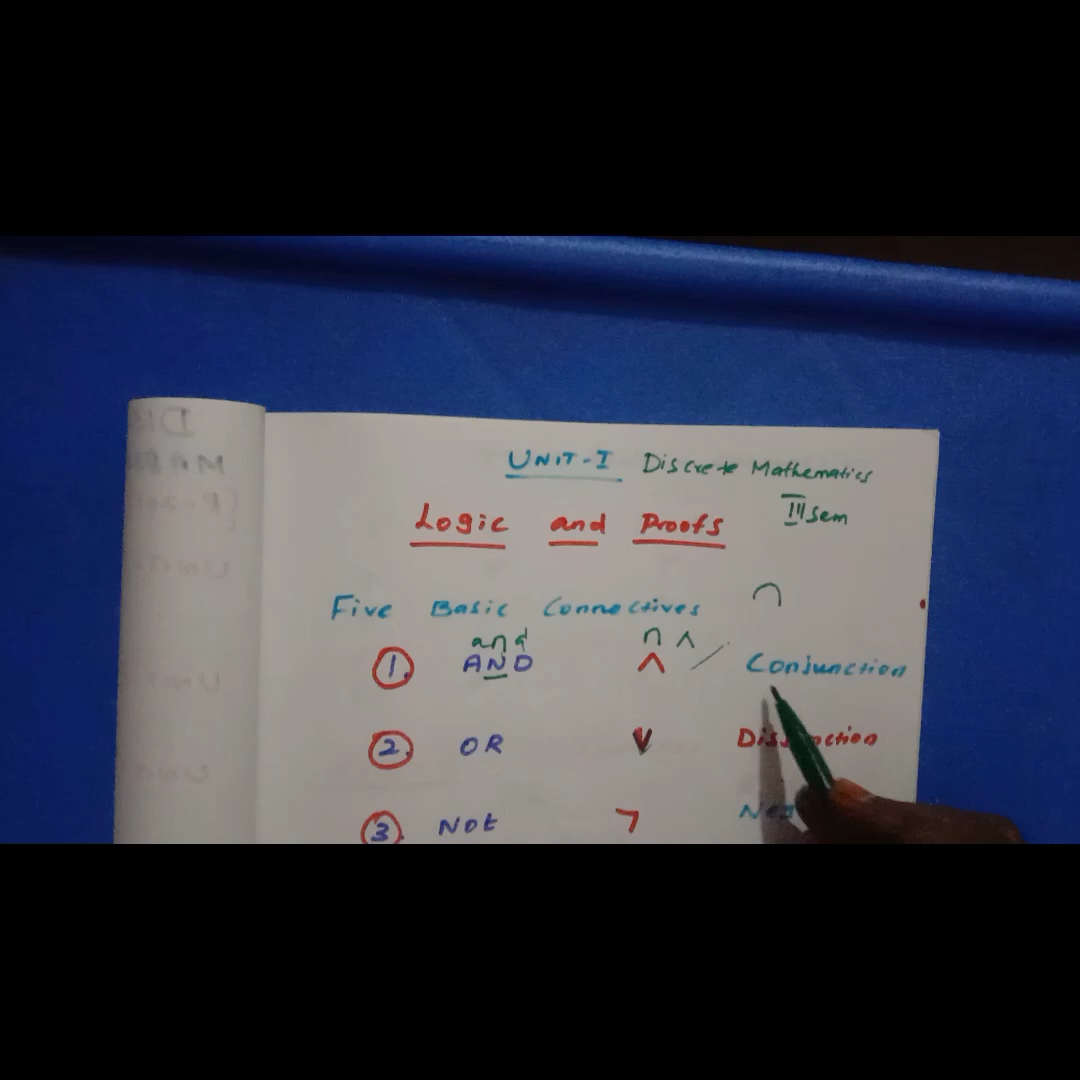 UNIT-I Discrete Mathematics
III sem
Logic and Proofs
Five Basic Connectives ∩
and ∩ ∧
1. AND ∧ Conjunction
2. OR ∨ Disjunction
3. NOt ¬